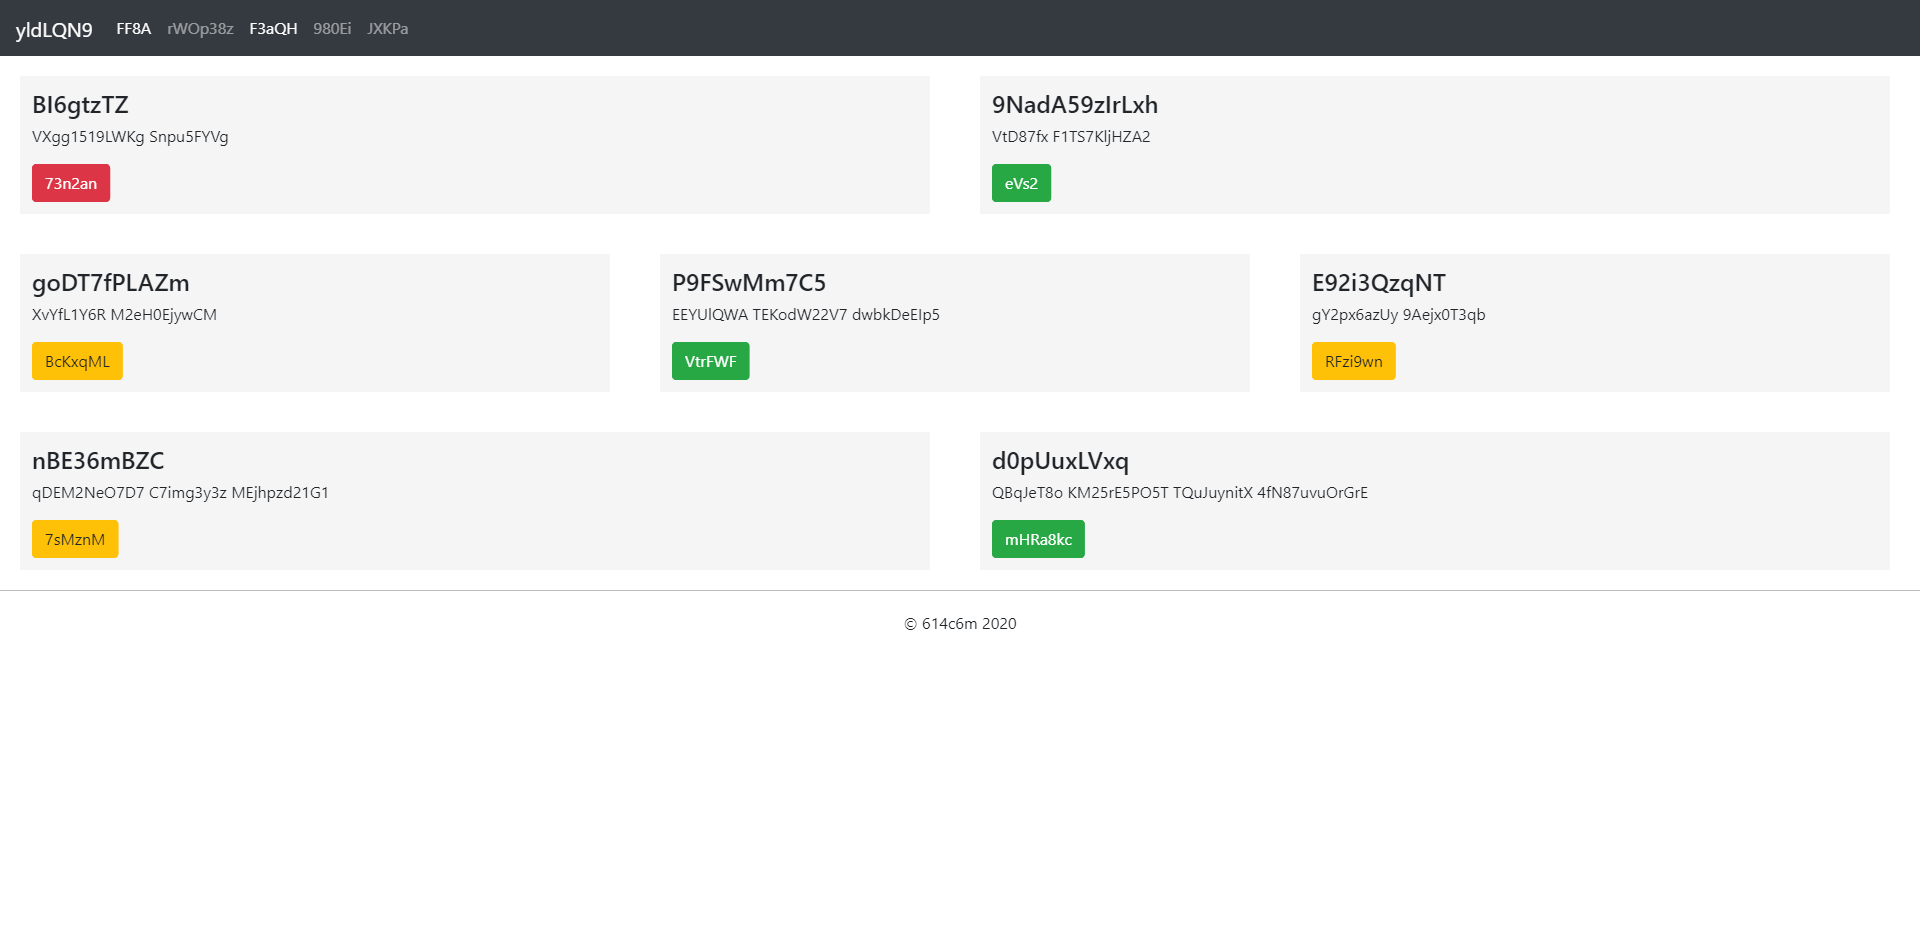 yldLQN9 FF8A rWOp38z F3aQH 980Ei JXKPa
BI6gtzTZ
VXgg1519LWKg Snpu5FYVg
73n2an
9NadA59zIrLxh
VtD87fx F1TS7KljHZA2
eVs2
goDT7fPLAZm
XvYfL1Y6R M2eH0EjywCM
BcKxqML
P9FSwMm7C5
EEYUlQWA TEKodW22V7 dwbkDeEIp5
VtrFWF
E92i3QzqNT
gY2px6azUy 9Aejx0T3qb
RFzi9wn
nBE36mBZC
qDEM2NeO7D7 C7img3y3z MEjhpzd21G1
7sMznM
d0pUuxLVxq
QBqJeT8o KM25rE5PO5T TQuJuynitX 4fN87uvuOrGrE
mHRa8kc
© 614c6m 2020